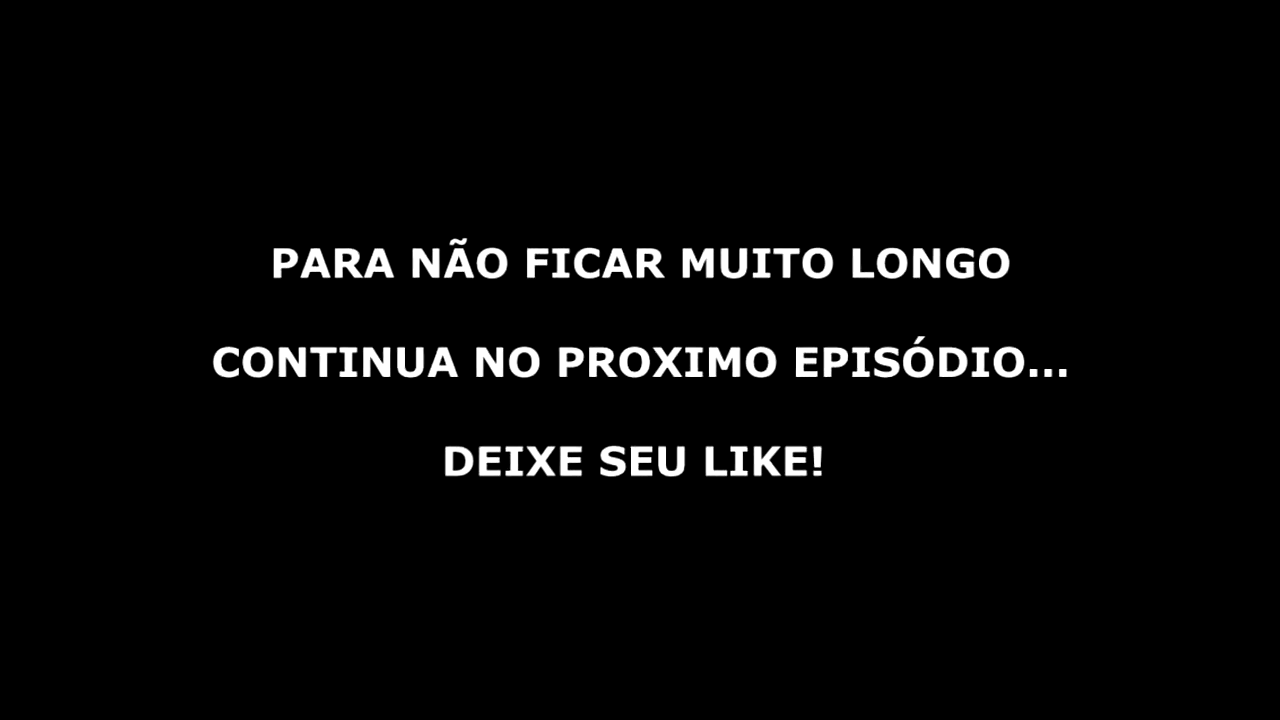 PARA NÃO FICAR MUITO LONGO
CONTINUA NO PROXIMO EPISÓDIO...
DEIXE SEU LIKE!